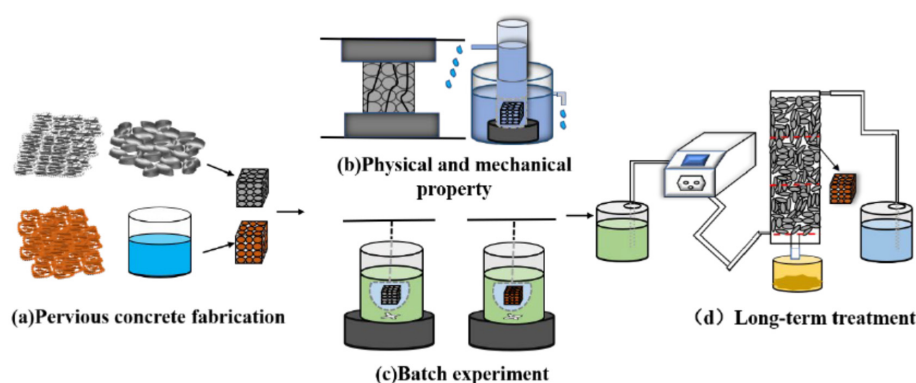 (b)Physical and mechanical
property
(a)Pervious concrete fabrication
(c)Batch experiment
（d）Long-term treatment